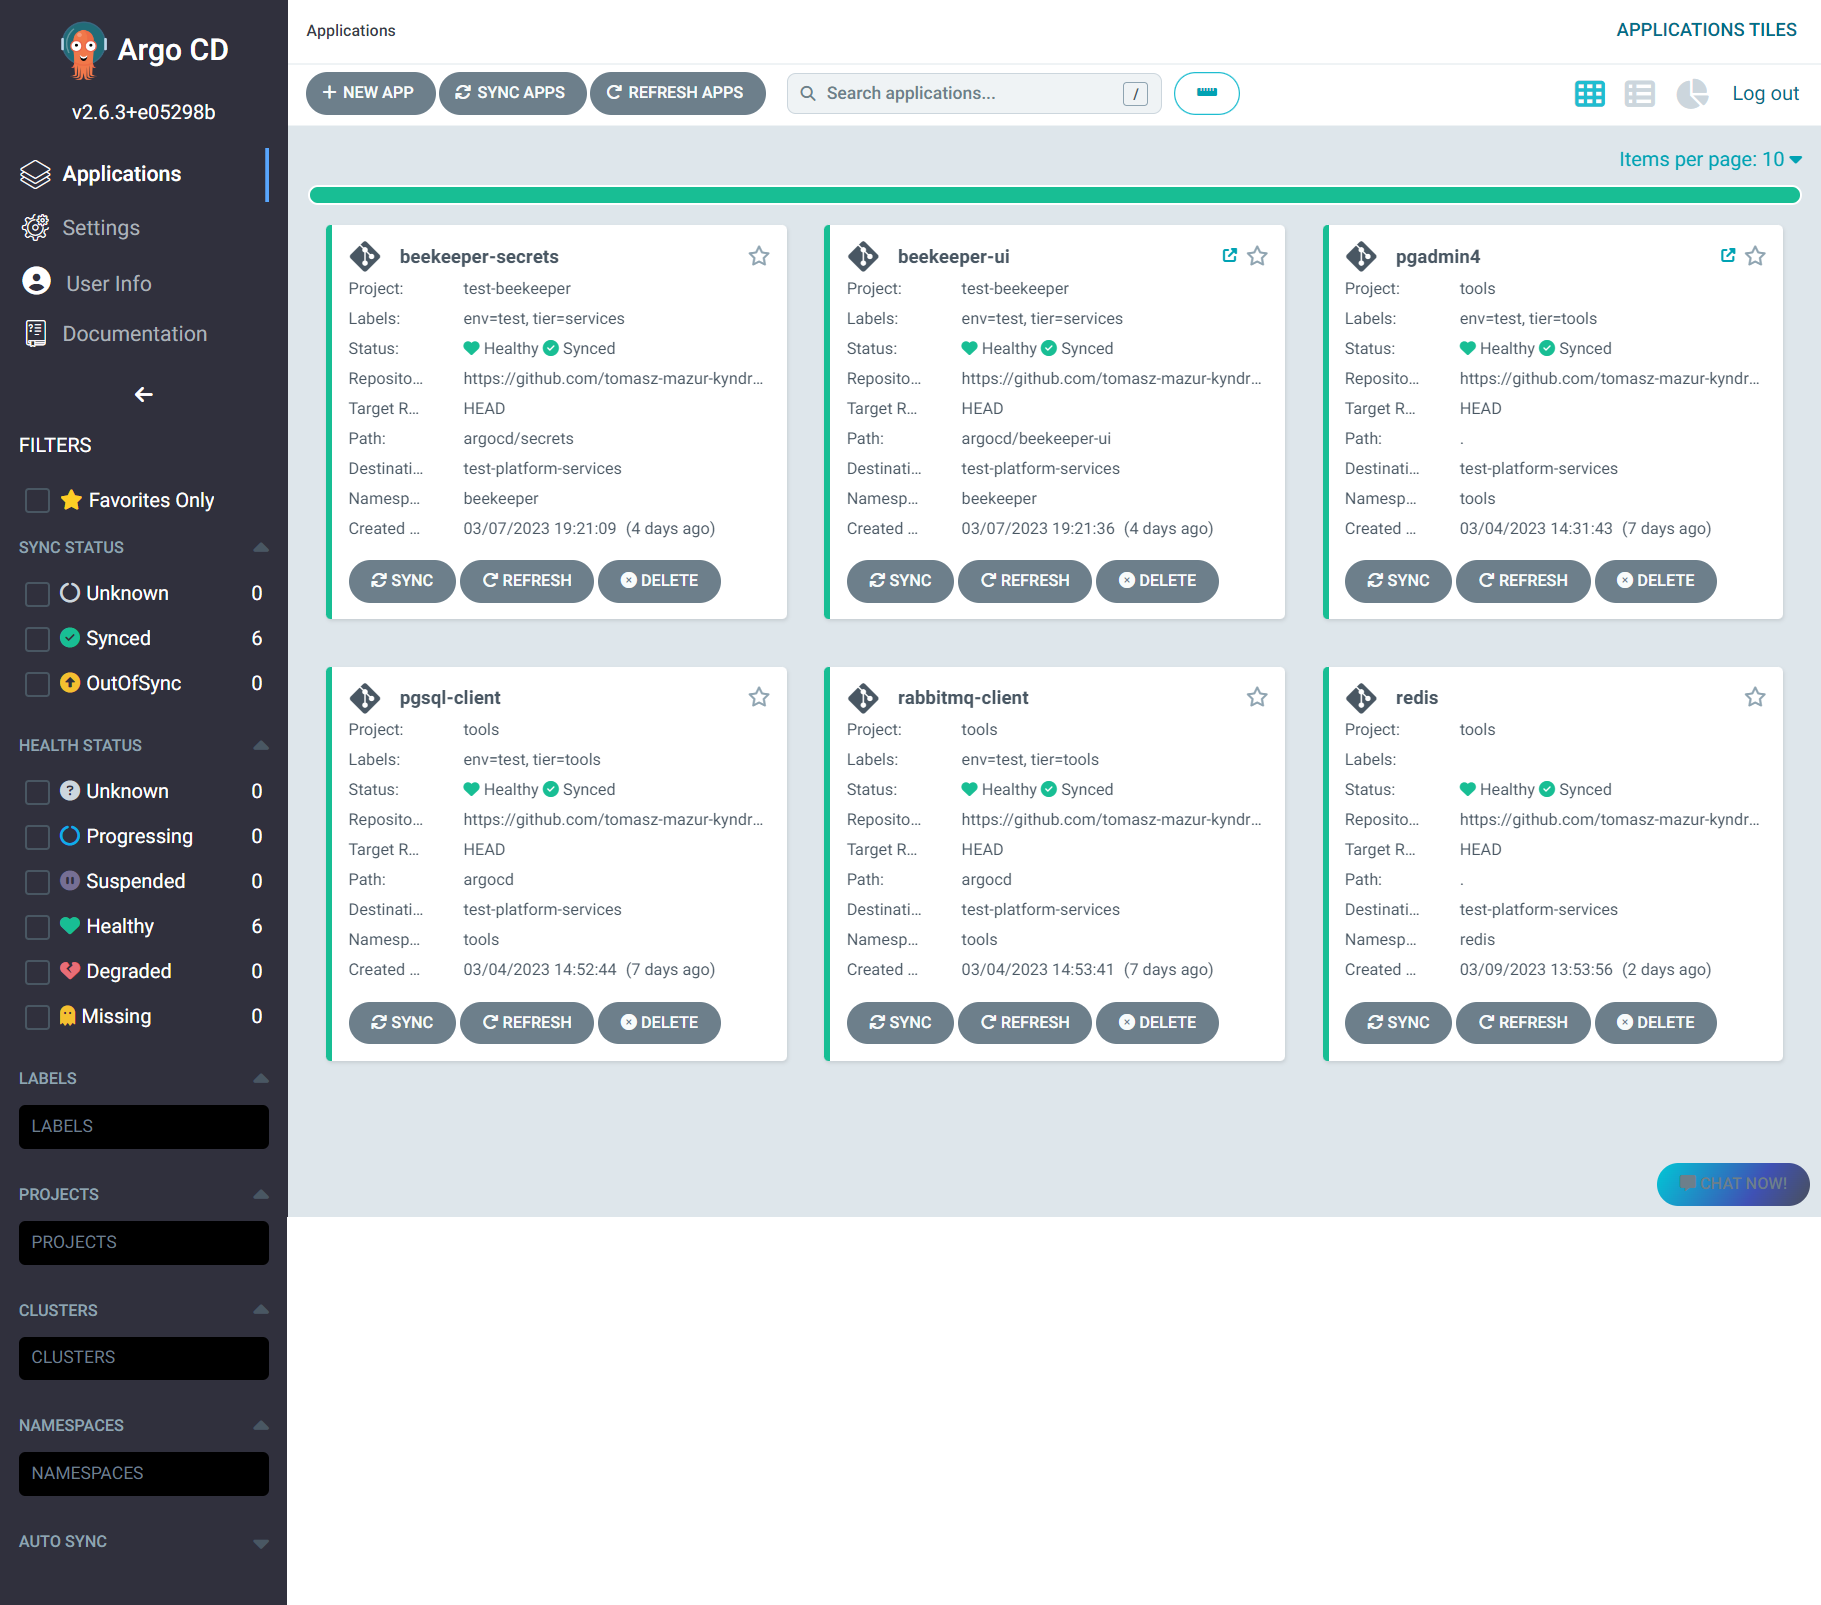 Argo CD
v2.6.3+e05298b
Applications
Settings
User Info
Documentation
FILTERS
Favorites Only
SYNC STATUS
Unknown 0
Synced 6
OutOfSync 0
HEALTH STATUS
Unknown 0
Progressing 0
Suspended 0
Healthy 6
Degraded 0
Missing 0
LABELS
LABELS
PROJECTS
PROJECTS
CLUSTERS
CLUSTERS
NAMESPACES
NAMESPACES
AUTO SYNC
Applications
APPLICATIONS TILES
NEW APP SYNC APPS REFRESH APPS Search applications... / Log out
Items per page: 10
beekeeper-secrets
Project: test-beekeeper
Labels: env=test, tier=services
Status: Healthy Synced
Reposito... https://github.com/tomasz-mazur-kyndr...
Target R... HEAD
Path: argocd/secrets
Destinati... test-platform-services
Namesp... beekeeper
Created ... 03/07/2023 19:21:09 (4 days ago)
SYNC REFRESH DELETE
beekeeper-ui
Project: test-beekeeper
Labels: env=test, tier=services
Status: Healthy Synced
Reposito... https://github.com/tomasz-mazur-kyndr...
Target R... HEAD
Path: argocd/beekeeper-ui
Destinati... test-platform-services
Namesp... beekeeper
Created ... 03/07/2023 19:21:36 (4 days ago)
SYNC REFRESH DELETE
pgadmin4
Project: tools
Labels: env=test, tier=tools
Status: Healthy Synced
Reposito... https://github.com/tomasz-mazur-kyndr...
Target R... HEAD
Path: .
Destinati... test-platform-services
Namesp... tools
Created ... 03/04/2023 14:31:43 (7 days ago)
SYNC REFRESH DELETE
pgsql-client
Project: tools
Labels: env=test, tier=tools
Status: Healthy Synced
Reposito... https://github.com/tomasz-mazur-kyndr...
Target R... HEAD
Path: argocd
Destinati... test-platform-services
Namesp... tools
Created ... 03/04/2023 14:52:44 (7 days ago)
SYNC REFRESH DELETE
rabbitmq-client
Project: tools
Labels: env=test, tier=tools
Status: Healthy Synced
Reposito... https://github.com/tomasz-mazur-kyndr...
Target R... HEAD
Path: argocd
Destinati... test-platform-services
Namesp... tools
Created ... 03/04/2023 14:53:41 (7 days ago)
SYNC REFRESH DELETE
redis
Project: tools
Labels:
Status: Healthy Synced
Reposito... https://github.com/tomasz-mazur-kyndr...
Target R... HEAD
Path: .
Destinati... test-platform-services
Namesp... redis
Created ... 03/09/2023 13:53:56 (2 days ago)
SYNC REFRESH DELETE
CHAT NOW!